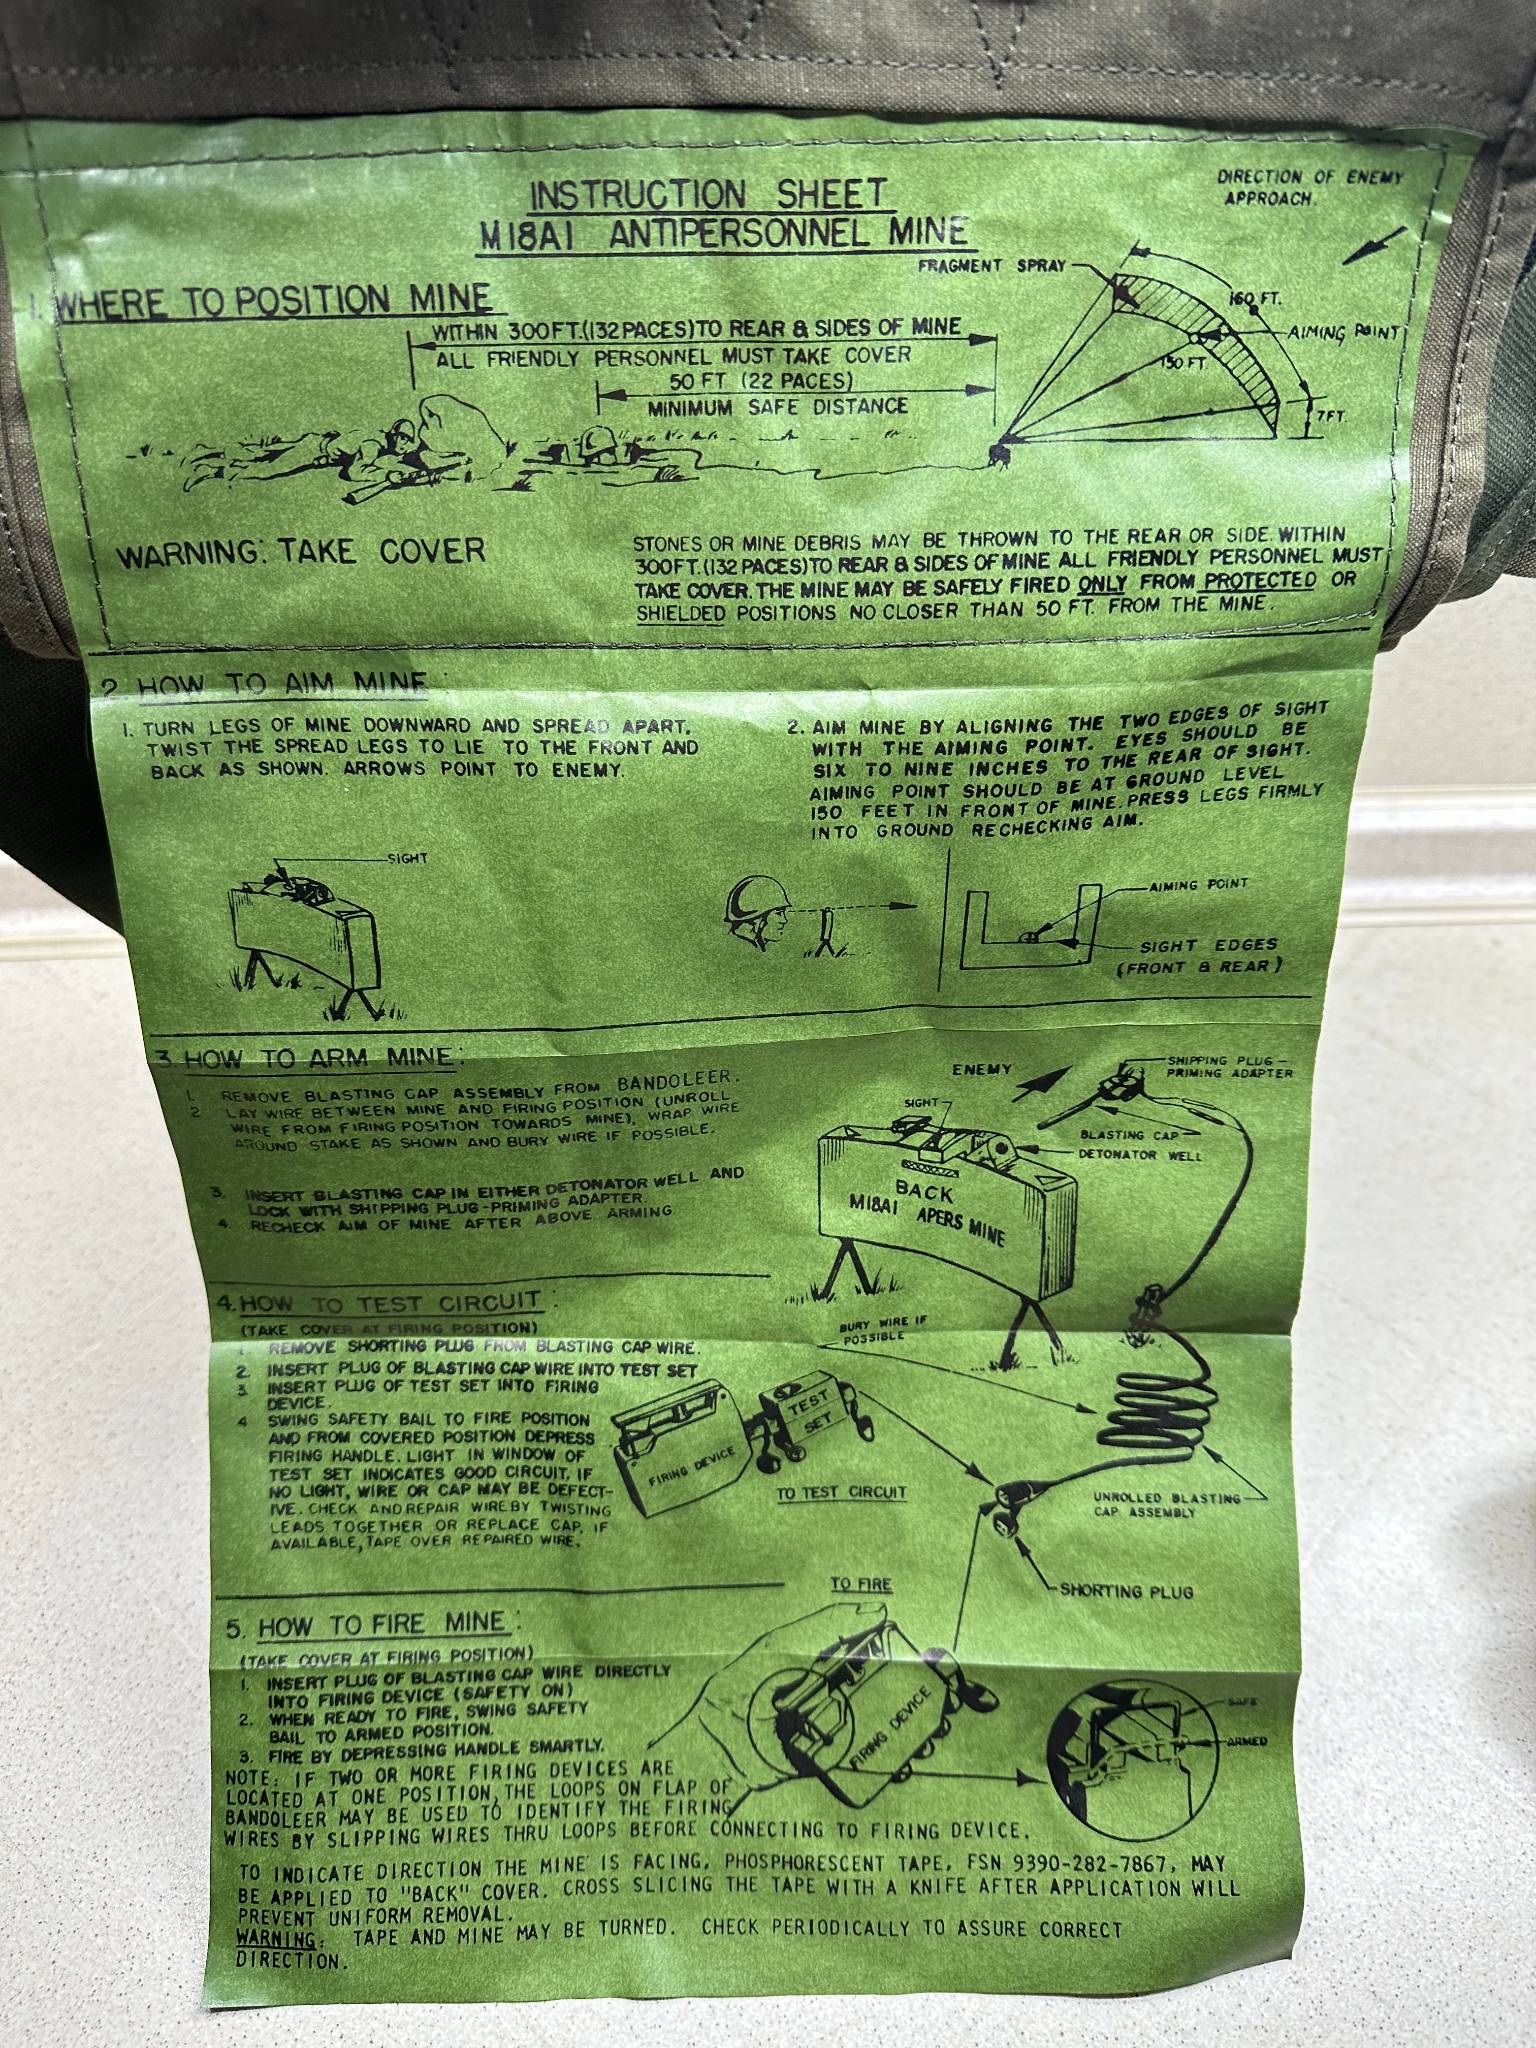 INSTRUCTION SHEET
M18A1 ANTIPERSONNEL MINE
DIRECTION OF ENEMY
APPROACH.
1. WHERE TO POSITION MINE
FRAGMENT SPRAY
160 FT.
AIMING POINT
150 FT.
7 FT.
WITHIN 300 FT. (132 PACES) TO REAR & SIDES OF MINE
ALL FRIENDLY PERSONNEL MUST TAKE COVER
50 FT (22 PACES)
MINIMUM SAFE DISTANCE
WARNING: TAKE COVER
STONES OR MINE DEBRIS MAY BE THROWN TO THE REAR OR SIDE. WITHIN
300 FT. (132 PACES) TO REAR & SIDES OF MINE ALL FRIENDLY PERSONNEL MUST
TAKE COVER. THE MINE MAY BE SAFELY FIRED ONLY FROM PROTECTED OR
SHIELDED POSITIONS NO CLOSER THAN 50 FT. FROM THE MINE.
2. HOW TO AIM MINE:
1. TURN LEGS OF MINE DOWNWARD AND SPREAD APART.
TWIST THE SPREAD LEGS TO LIE TO THE FRONT AND
BACK AS SHOWN. ARROWS POINT TO ENEMY.
2. AIM MINE BY ALIGNING THE TWO EDGES OF SIGHT
WITH THE AIMING POINT. EYES SHOULD BE
SIX TO NINE INCHES TO THE REAR OF SIGHT.
AIMING POINT SHOULD BE AT GROUND LEVEL
150 FEET IN FRONT OF MINE. PRESS LEGS FIRMLY
INTO GROUND RECHECKING AIM.
SIGHT
AIMING POINT
SIGHT EDGES
(FRONT & REAR)
3. HOW TO ARM MINE:
1. REMOVE BLASTING CAP ASSEMBLY FROM BANDOLEER.
2. LAY WIRE BETWEEN MINE AND FIRING POSITION (UNROLL
WIRE FROM FIRING POSITION TOWARDS MINE), WRAP WIRE
AROUND STAKE AS SHOWN AND BURY WIRE IF POSSIBLE.
3. INSERT BLASTING CAP IN EITHER DETONATOR WELL AND
LOCK WITH SHIPPING PLUG-PRIMING ADAPTER.
4. RECHECK AIM OF MINE AFTER ABOVE ARMING
ENEMY
SHIPPING PLUG-
PRIMING ADAPTER
SIGHT
BLASTING CAP
DETONATOR WELL
BACK
M18A1 APERS MINE
4. HOW TO TEST CIRCUIT:
(TAKE COVER AT FIRING POSITION)
1. REMOVE SHORTING PLUG FROM BLASTING CAP WIRE.
2. INSERT PLUG OF BLASTING CAP WIRE INTO TEST SET
3. INSERT PLUG OF TEST SET INTO FIRING
DEVICE.
4. SWING SAFETY BAIL TO FIRE POSITION
AND FROM COVERED POSITION DEPRESS
FIRING HANDLE. LIGHT IN WINDOW OF
TEST SET INDICATES GOOD CIRCUIT. IF
NO LIGHT, WIRE OR CAP MAY BE DEFECT-
IVE. CHECK AND REPAIR WIRE BY TWISTING
LEADS TOGETHER OR REPLACE CAP, IF
AVAILABLE, TAPE OVER REPAIRED WIRE.
BURY WIRE IF
POSSIBLE
TEST
SET
FIRING DEVICE
TO TEST CIRCUIT
UNROLLED BLASTING
CAP ASSEMBLY
SHORTING PLUG
5. HOW TO FIRE MINE:
(TAKE COVER AT FIRING POSITION)
1. INSERT PLUG OF BLASTING CAP WIRE DIRECTLY
INTO FIRING DEVICE (SAFETY ON)
2. WHEN READY TO FIRE, SWING SAFETY
BAIL TO ARMED POSITION.
3. FIRE BY DEPRESSING HANDLE SMARTLY.
TO FIRE
FIRING DEVICE
SAFE
ARMED
NOTE: IF TWO OR MORE FIRING DEVICES ARE
LOCATED AT ONE POSITION, THE LOOPS ON FLAP OF
BANDOLEER MAY BE USED TO IDENTIFY THE FIRING
WIRES BY SLIPPING WIRES THRU LOOPS BEFORE CONNECTING TO FIRING DEVICE.
TO INDICATE DIRECTION THE MINE IS FACING, PHOSPHORESCENT TAPE, FSN 9390-282-7867, MAY
BE APPLIED TO "BACK" COVER. CROSS SLICING THE TAPE WITH A KNIFE AFTER APPLICATION WILL
PREVENT UNIFORM REMOVAL.
WARNING: TAPE AND MINE MAY BE TURNED. CHECK PERIODICALLY TO ASSURE CORRECT
DIRECTION.